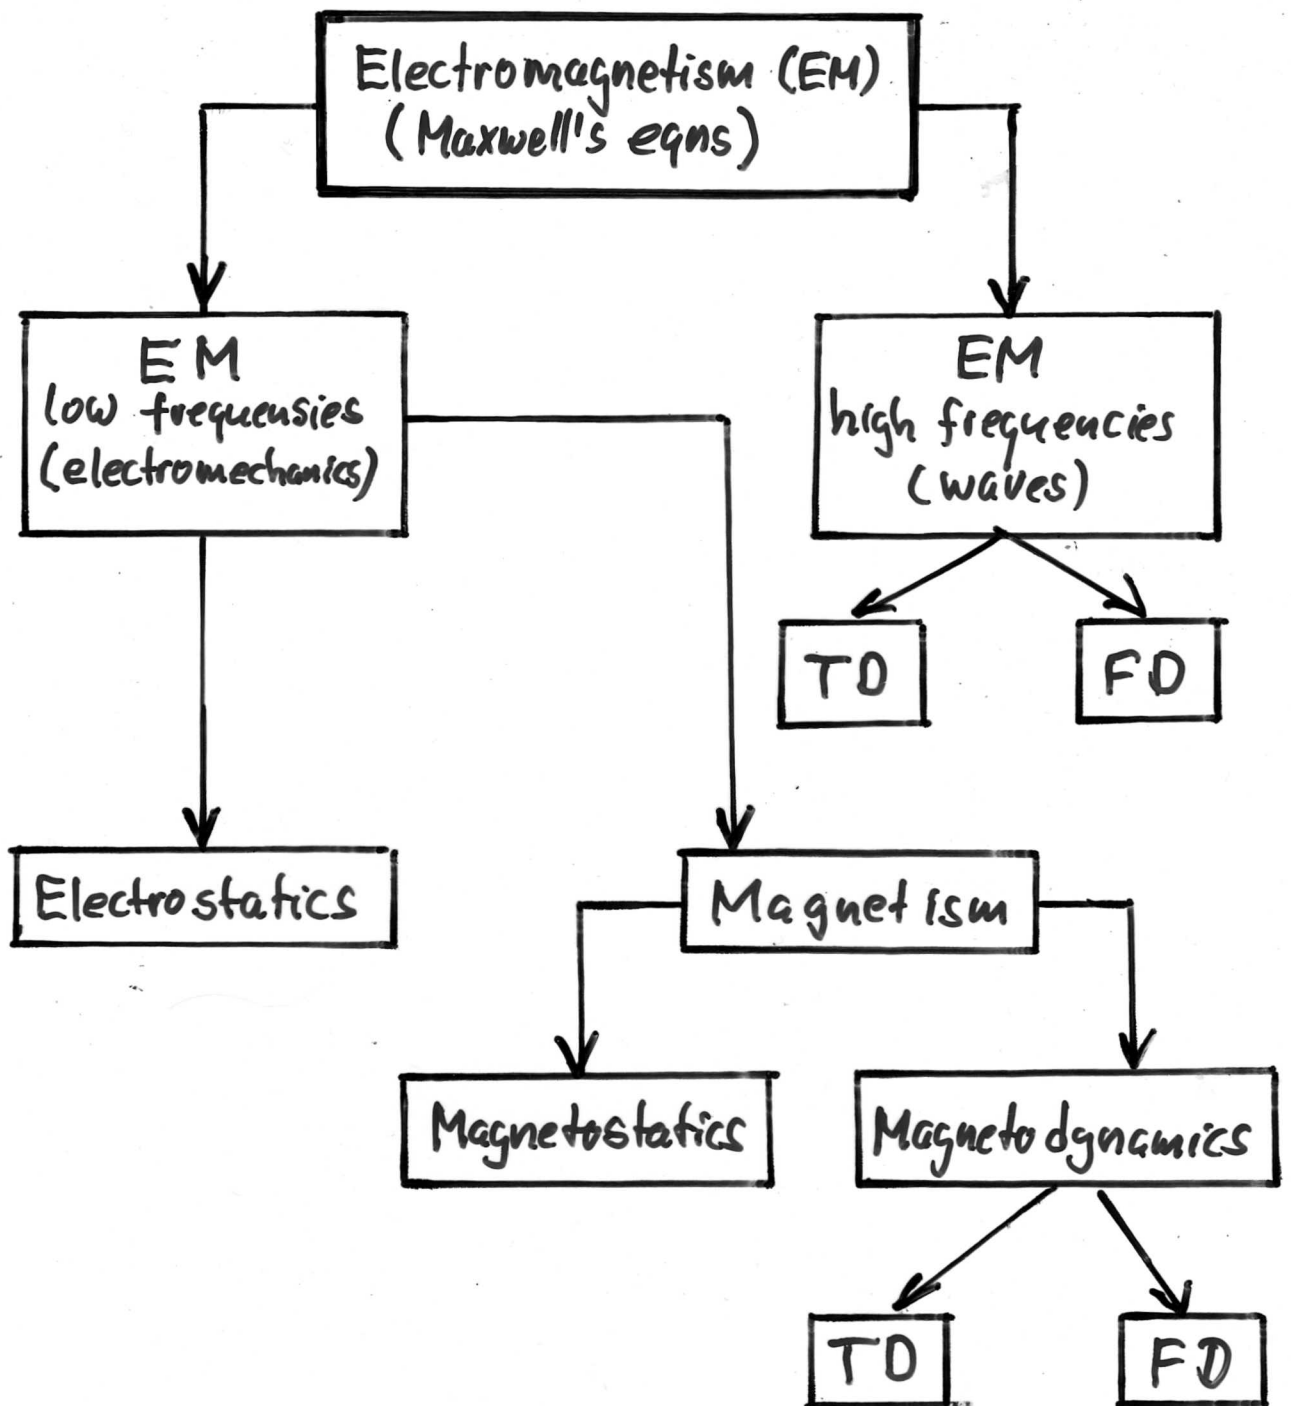 Electromagnetism (EM)
(Maxwell's eqns)
EM
low frequensies
(electromechanics)
EM
high frequencies
(waves)
TD
FD
Electrostatics
Magnetism
Magnetostatics
Magnetodynamics
TD
FD